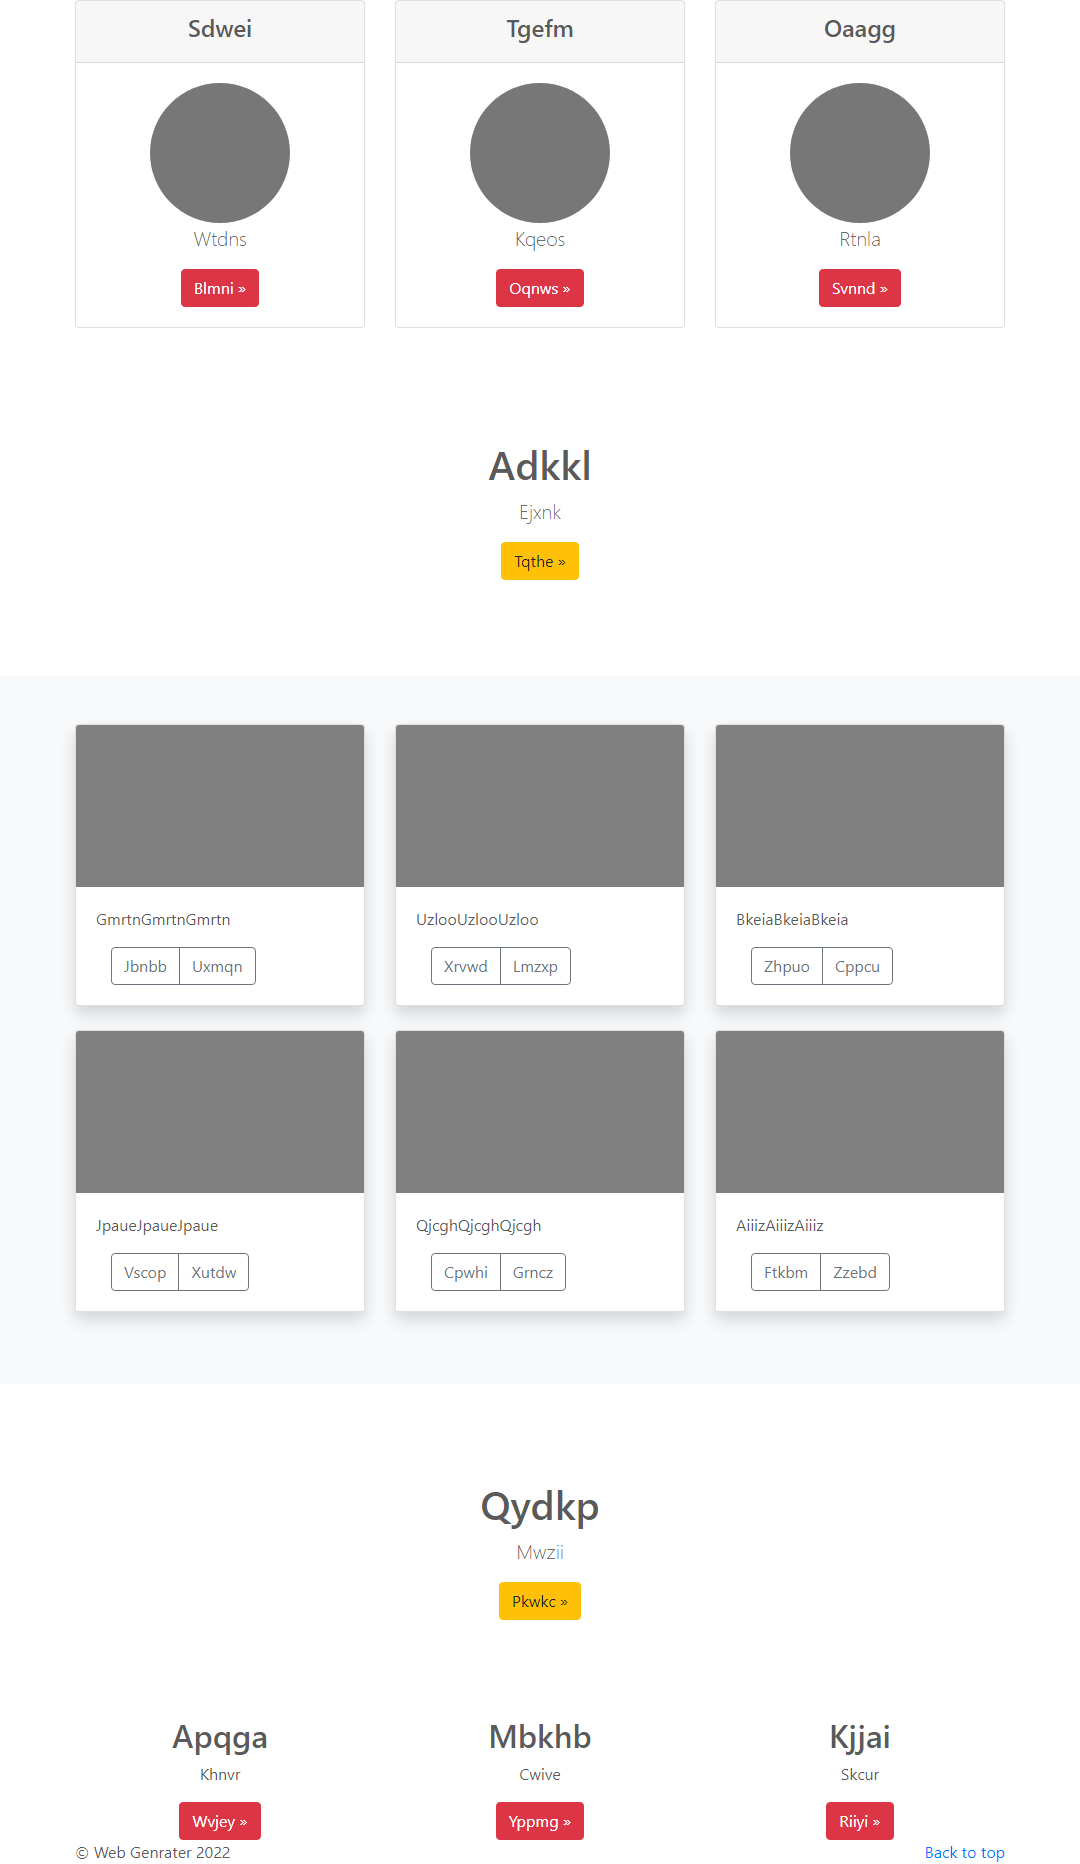 Sdwei
Tgefm
Oaagg
Wtdns
Kqeos
Rtnla
Blmni »
Oqnws »
Svnnd »
Adkkl
Ejxnk
Tqthe »
GmrtnGmrtnGmrtn
UzlooUzlooUzloo
BkeiaBkeiaBkeia
Jbnbb Uxmqn
Xrvwd Lmzxp
Zhpuo Cppcu
JpaueJpaueJpaue
QjcghQjcghQjcgh
AiiizAiiizAiiiz
Vscop Xutdw
Cpwhi Grncz
Ftkbm Zzebd
Qydkp
Mwzii
Pkwkc »
Apqga
Mbkhb
Kjjai
Khnvr
Cwive
Skcur
Wvjey »
Yppmg »
Riiyi »
© Web Genrater 2022
Back to top